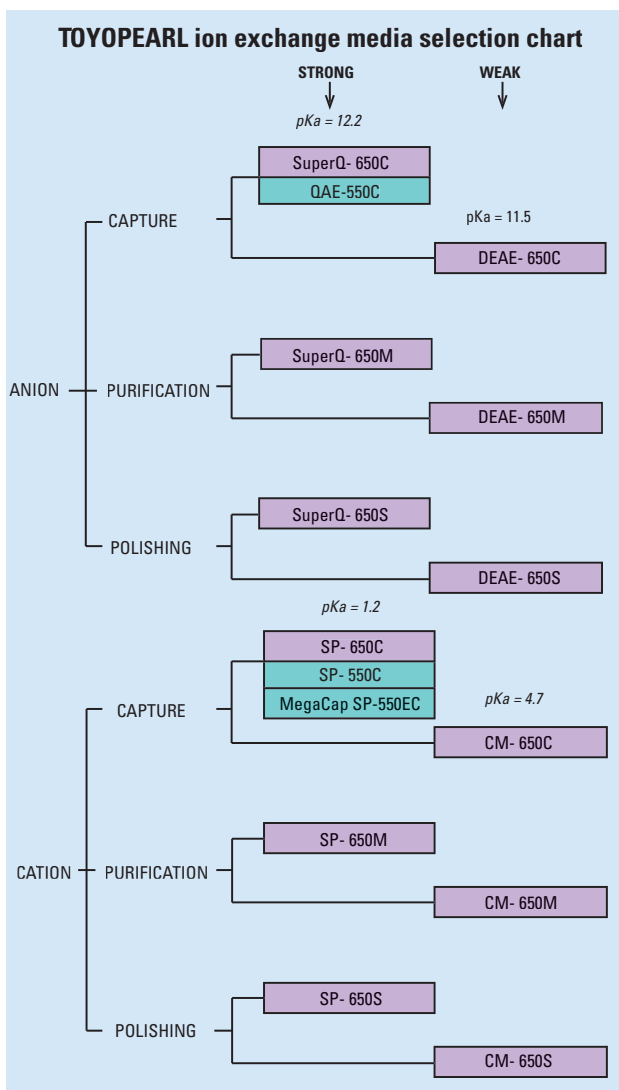 TOYOPEARL ion exchange media selection chart
STRONG WEAK
pKa = 12.2
SuperQ- 650C
QAE-550C
pKa = 11.5
CAPTURE
DEAE- 650C
SuperQ- 650M
ANION PURIFICATION
DEAE- 650M
SuperQ- 650S
POLISHING
DEAE- 650S
pKa = 1.2
SP- 650C
SP- 550C
MegaCap SP-550EC
pKa = 4.7
CAPTURE
CM- 650C
SP- 650M
CATION PURIFICATION
CM- 650M
SP- 650S
POLISHING
CM- 650S